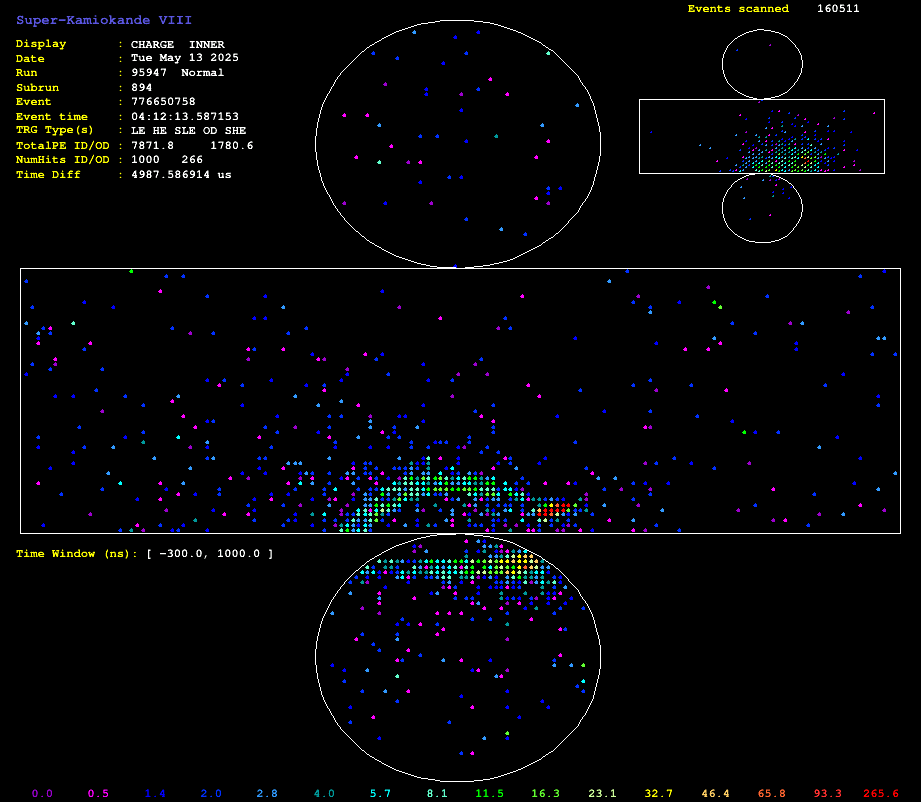 Super-Kamiokande VIII
Events scanned 160511
Display : CHARGE INNER
Date : Tue May 13 2025
Run : 95947 Normal
Subrun : 894
Event : 776650758
Event time : 04:12:13.587153
TRG Type(s) : LE HE SLE OD SHE
TotalPE ID/OD : 7871.8 1780.6
NumHits ID/OD : 1000 266
Time Diff : 4987.586914 us
Time Window (ns): [ −300.0, 1000.0 ]
0.0 0.5 1.4 2.0 2.8 4.0 5.7 8.1 11.5 16.3 23.1 32.7 46.4 65.8 93.3 265.6